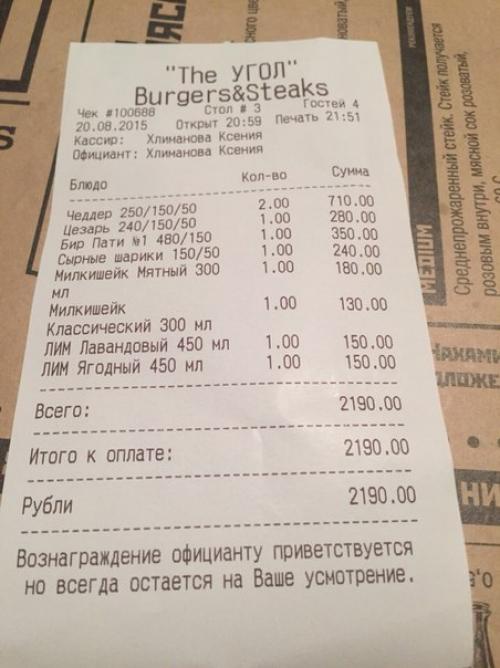 "The УГОЛ"
Burgers&Steaks
Чек #100688 Стол # 3 Гостей 4
20.08.2015 Открыт 20:59 Печать 21:51
Кассир: Хлиманова Ксения
Официант: Хлиманова Ксения
Блюдо Кол-во Сумма
Чеддер 250/150/50 2.00 710.00
Цезарь 240/150/50 1.00 280.00
Бир Пати №1 480/150 1.00 350.00
Сырные шарики 150/50 1.00 240.00
Милкишейк Мятный 300 1.00 180.00
мл
Милкишейк 1.00 130.00
Классический 300 мл
ЛИМ Лавандовый 450 мл 1.00 150.00
ЛИМ Ягодный 450 мл 1.00 150.00
Всего: 2190.00
Итого к оплате: 2190.00
Рубли 2190.00
Вознаграждение официанту приветствуется
но всегда остается на Ваше усмотрение.
MEDIUM
Среднепрожаренный стейк. Стейк получается
розовым внутри, мясной сок розоватый,